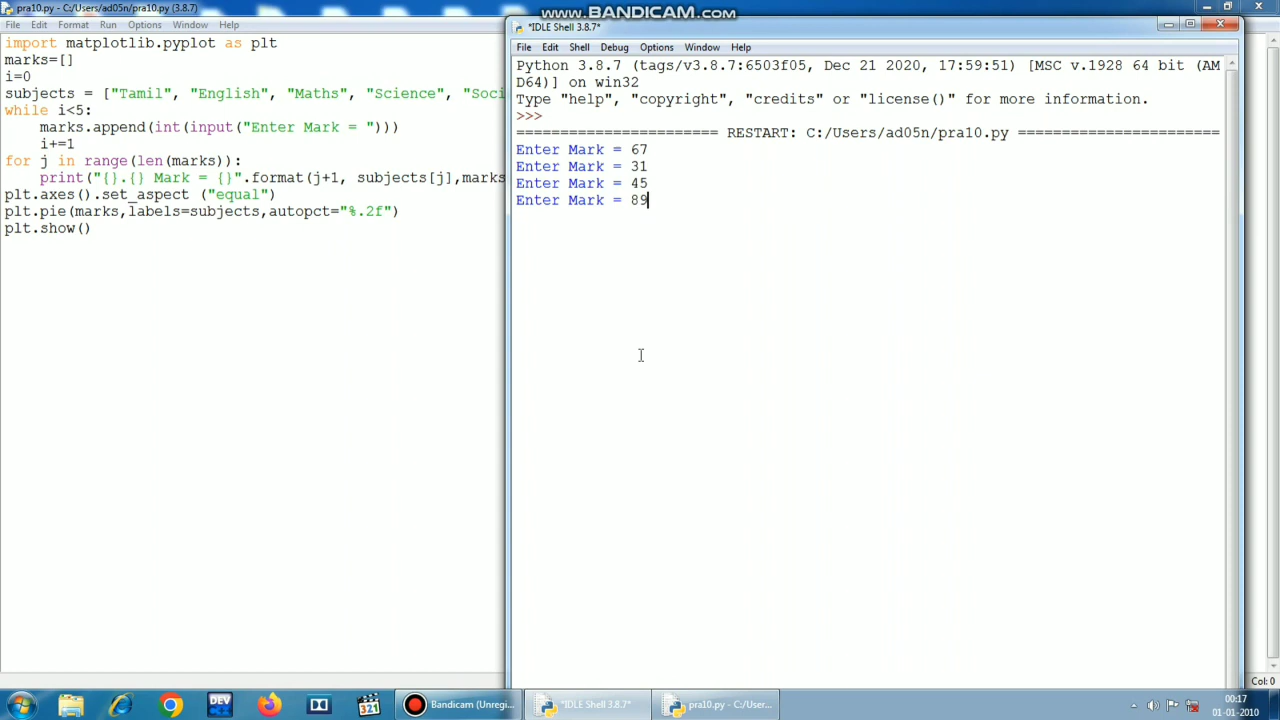 pra10.py - C:/Users/ad05n/pra10.py (3.8.7)
File Edit Format Run Options Window Help
import matplotlib.pyplot as plt
marks=[]
i=0
subjects = ["Tamil", "English", "Maths", "Science", "Soci
while i<5:
    marks.append(int(input("Enter Mark = ")))
    i+=1
for j in range(len(marks)):
    print("{}.{} Mark = {}".format(j+1, subjects[j],marks
plt.axes().set_aspect ("equal")
plt.pie(marks,labels=subjects,autopct="%.2f")
plt.show()
www.BANDICAM.com
*IDLE Shell 3.8.7*
File Edit Shell Debug Options Window Help
Python 3.8.7 (tags/v3.8.7:6503f05, Dec 21 2020, 17:59:51) [MSC v.1928 64 bit (AM
D64)] on win32
Type "help", "copyright", "credits" or "license()" for more information.
>>>
======================= RESTART: C:/Users/ad05n/pra10.py =======================
Enter Mark = 67
Enter Mark = 31
Enter Mark = 45
Enter Mark = 89
Col: 0
DEV
321
Bandicam (Unregi...
*IDLE Shell 3.8.7*
pra10.py - C:/User...
00:17
01-01-2010